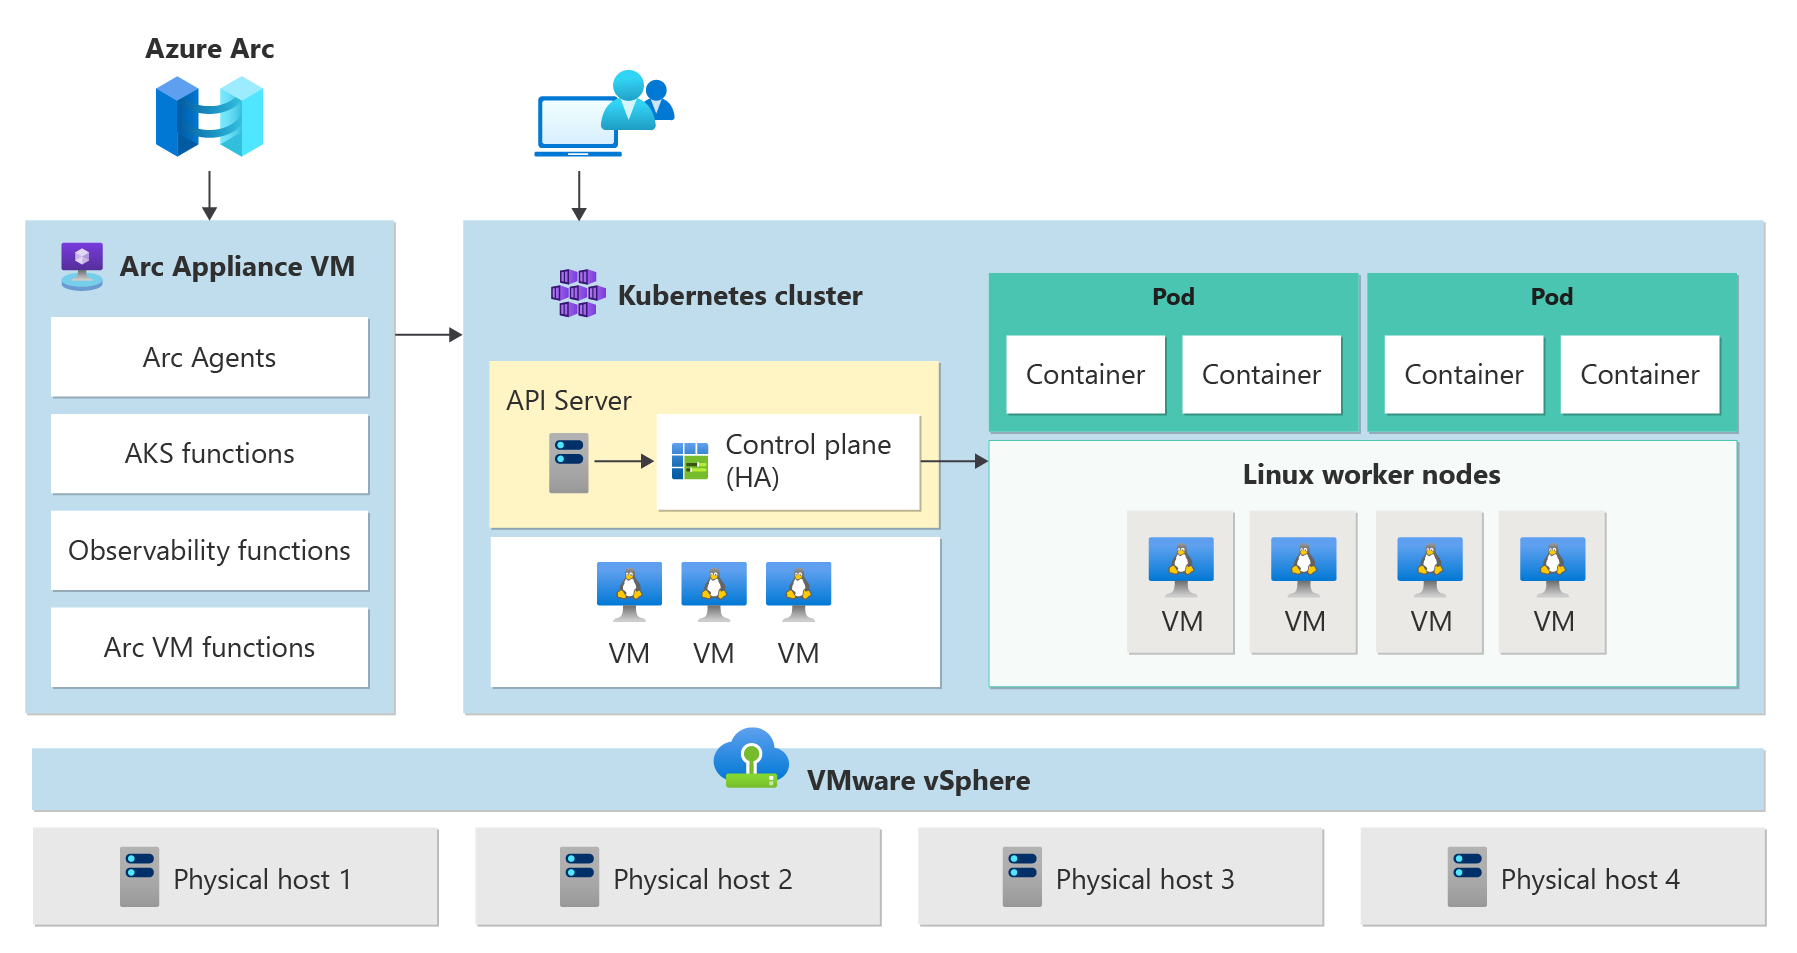 Azure Arc
Arc Appliance VM
Arc Agents
AKS functions
Observability functions
Arc VM functions
Kubernetes cluster
API Server
Control plane
(HA)
VM VM VM
Pod
Container Container
Pod
Container Container
Linux worker nodes
VM VM VM VM
VMware vSphere
Physical host 1
Physical host 2
Physical host 3
Physical host 4